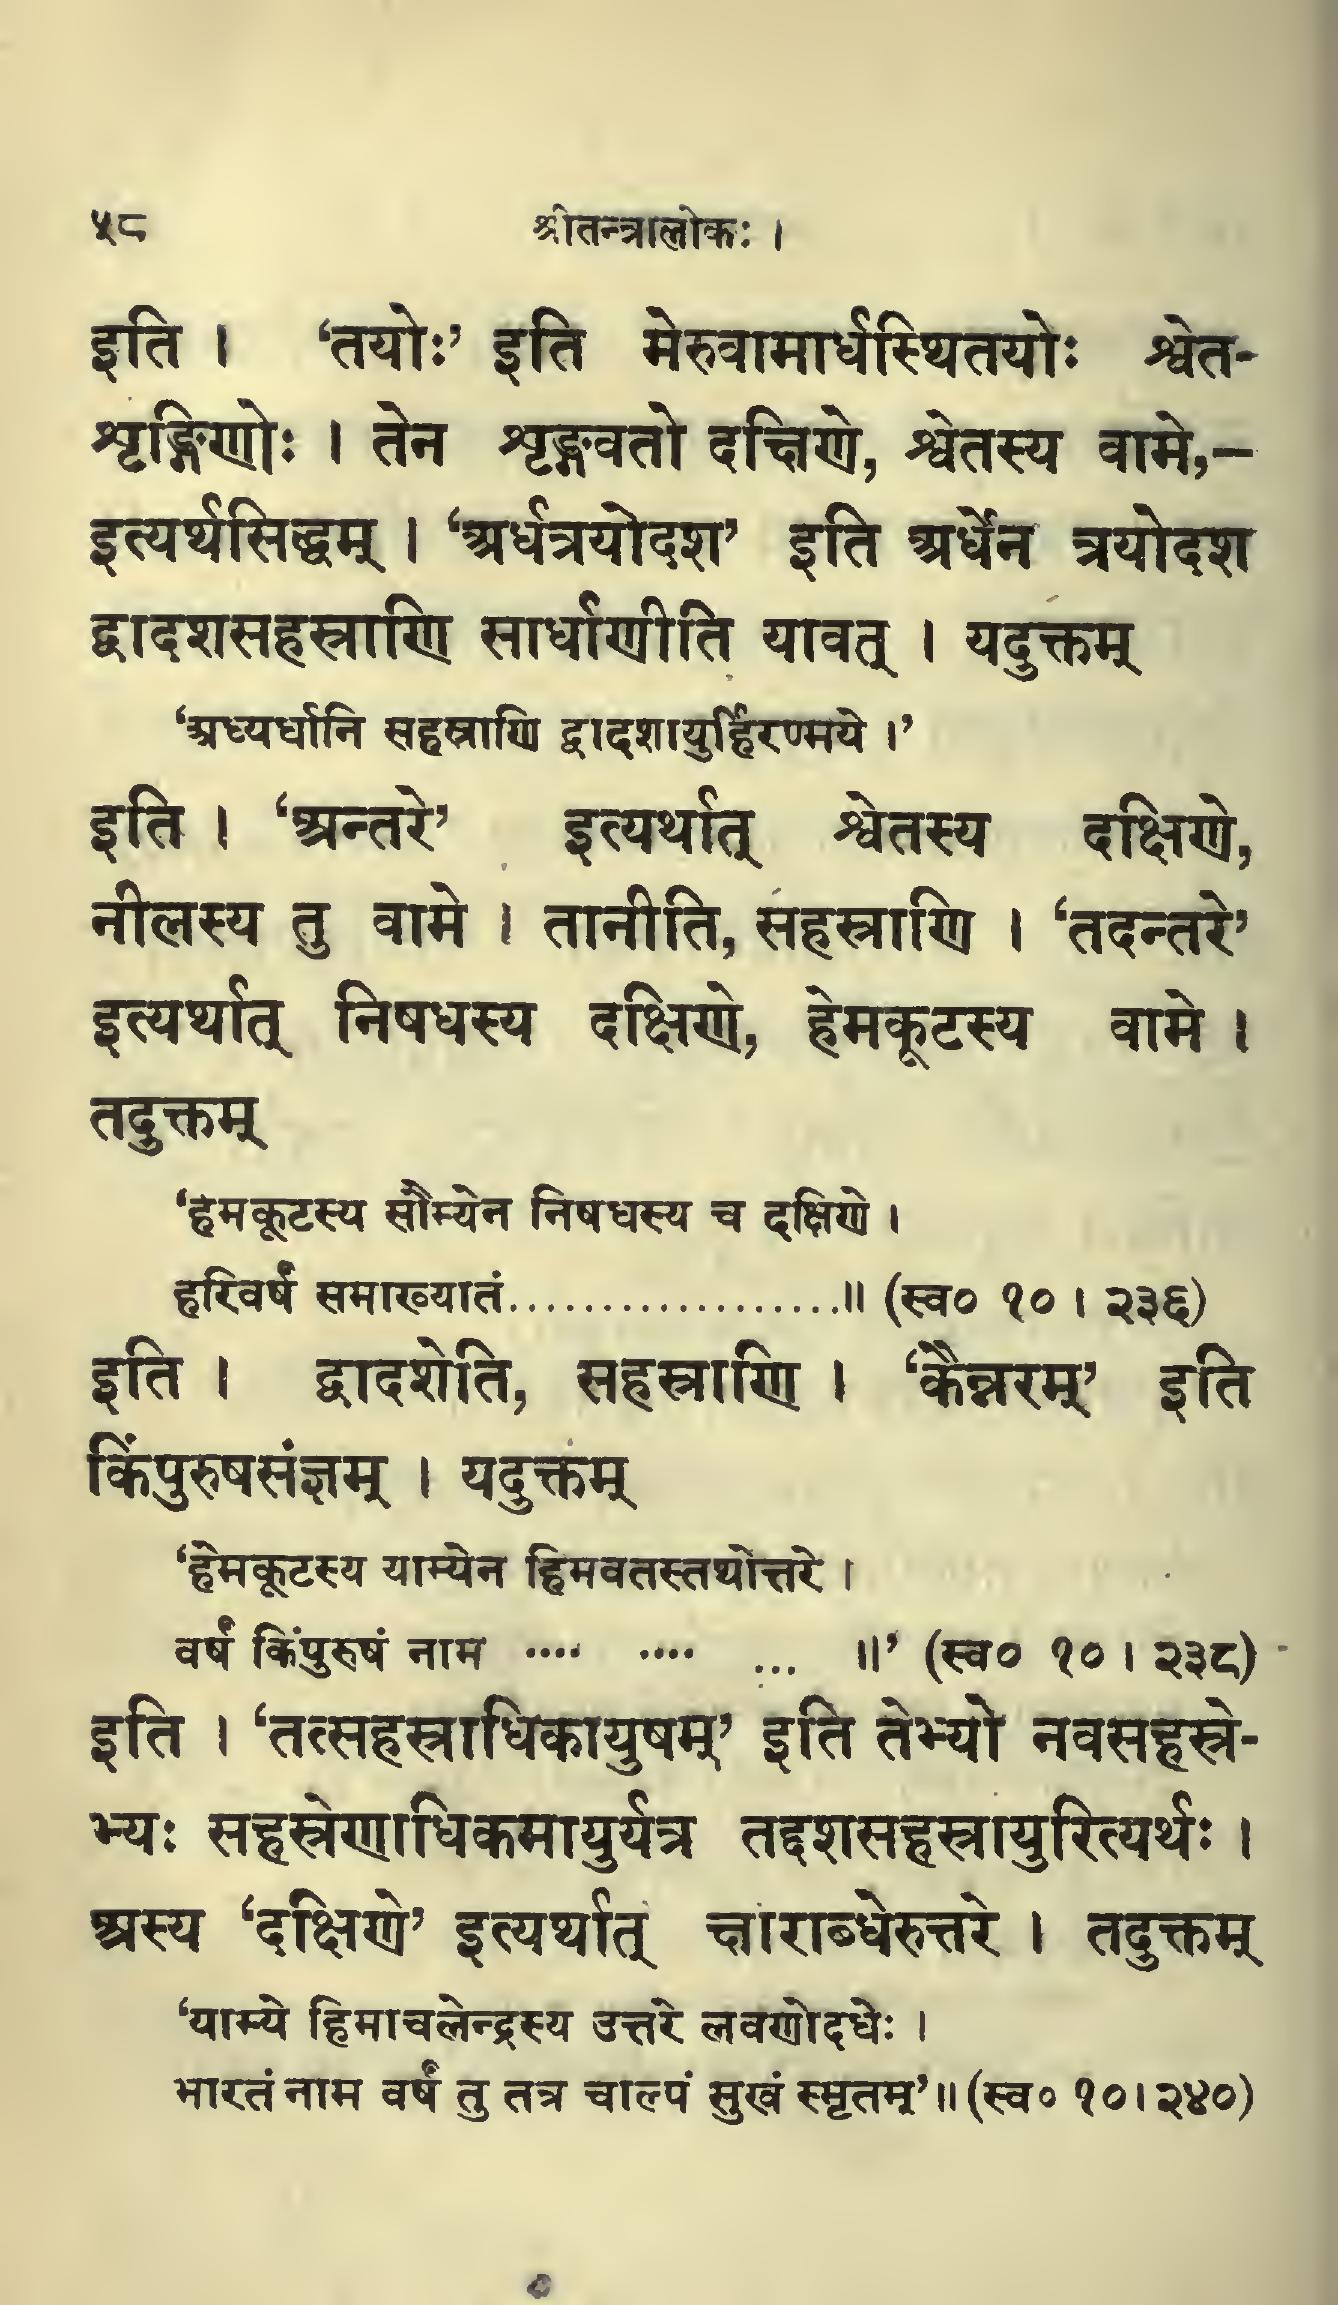 ५८ श्रीतन्त्रालोकः ।
इति । ‘तयोः’ इति मेरुवामार्धस्थितयोः श्वेत-
शृङ्गिणोः । तेन शृङ्गवतो दक्षिणे, श्वेतस्य वामे,—
इत्यर्थसिद्धम् । ‘अर्धत्रयोदश’ इति अर्धेन त्रयोदश
द्वादशसहस्राणि सार्धाणीति यावत् । यदुक्तम्
‘अध्यर्धानि सहस्राणि द्वादशायुर्हिरण्मये ।’
इति । ‘अन्तरे’ इत्यर्थात् श्वेतस्य दक्षिणे,
नीलस्य तु वामे । तानीति, सहस्राणि । ‘तदन्तरे’
इत्यर्थात् निषधस्य दक्षिणे, हेमकूटस्य वामे ।
तदुक्तम्
‘हेमकूटस्य सौम्येन निषधस्य च दक्षिणे ।
हरिवर्षं समाख्यातं....................॥ (स्व० १० । २३६)
इति । द्वादशेति, सहस्राणि । ‘कैन्नरम्’ इति
किंपुरुषसंज्ञम् । यदुक्तम्
‘हेमकूटस्य याम्येन हिमवतस्तथोत्तरे ।
वर्षं किंपुरुषं नाम .... .... ... ॥’ (स्व० १० । २३८)
इति । ‘तत्सहस्राधिकायुषम्’ इति तेभ्यो नवसहस्रे-
भ्यः सहस्रेणाधिकमायुर्यत्र तद्दशसहस्रायुरित्यर्थः ।
अस्य ‘दक्षिणे’ इत्यर्थात् क्षाराब्धेरुत्तरे । तदुक्तम्
‘याम्ये हिमाचलेन्द्रस्य उत्तरे लवणोदधेः ।
भारतं नाम वर्षं तु तत्र चाल्पं सुखं स्मृतम्’॥ (स्व० १०।२४०)